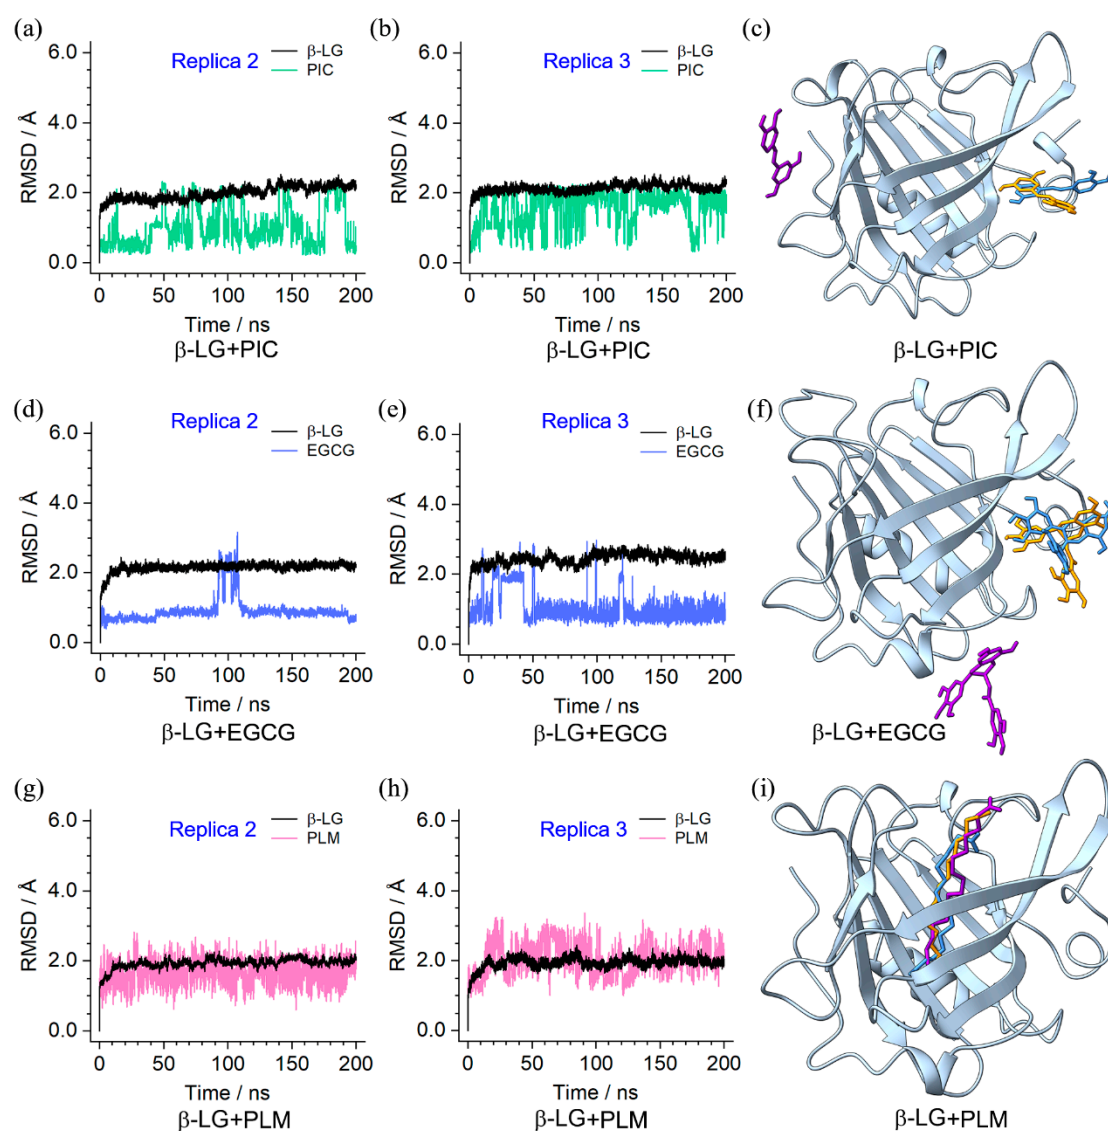 (a)
Replica 2
β-LG
PIC
RMSD / Å
6.0
4.0
2.0
0.0
0
50
100
150
200
Time / ns
β-LG+PIC
(b)
Replica 3
β-LG
PIC
RMSD / Å
6.0
4.0
2.0
0.0
0
50
100
150
200
Time / ns
β-LG+PIC
(c)
β-LG+PIC
(d)
Replica 2
β-LG
EGCG
RMSD / Å
6.0
4.0
2.0
0.0
0
50
100
150
200
Time / ns
β-LG+EGCG
(e)
Replica 3
β-LG
EGCG
RMSD / Å
6.0
4.0
2.0
0.0
0
50
100
150
200
Time / ns
β-LG+EGCG
(f)
β-LG+EGCG
(g)
Replica 2
β-LG
PLM
RMSD / Å
6.0
4.0
2.0
0.0
0
50
100
150
200
Time / ns
β-LG+PLM
(h)
Replica 3
β-LG
PLM
RMSD / Å
6.0
4.0
2.0
0.0
0
50
100
150
200
Time / ns
β-LG+PLM
(i)
β-LG+PLM